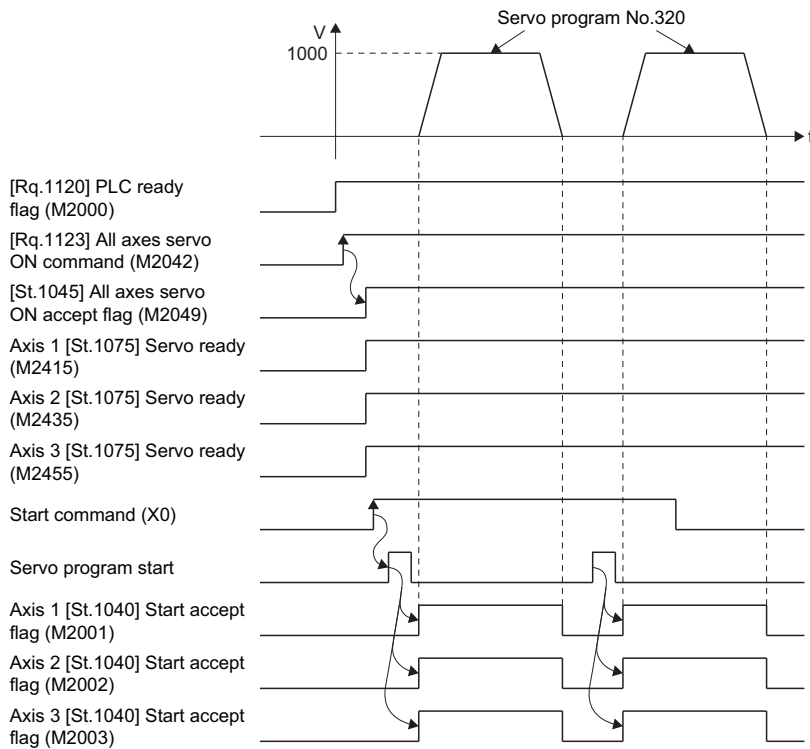 Servo program No.320
V
1000
t
[Rq.1120] PLC ready
flag (M2000)
[Rq.1123] All axes servo
ON command (M2042)
[St.1045] All axes servo
ON accept flag (M2049)
Axis 1 [St.1075] Servo ready
(M2415)
Axis 2 [St.1075] Servo ready
(M2435)
Axis 3 [St.1075] Servo ready
(M2455)
Start command (X0)
Servo program start
Axis 1 [St.1040] Start accept
flag (M2001)
Axis 2 [St.1040] Start accept
flag (M2002)
Axis 3 [St.1040] Start accept
flag (M2003)